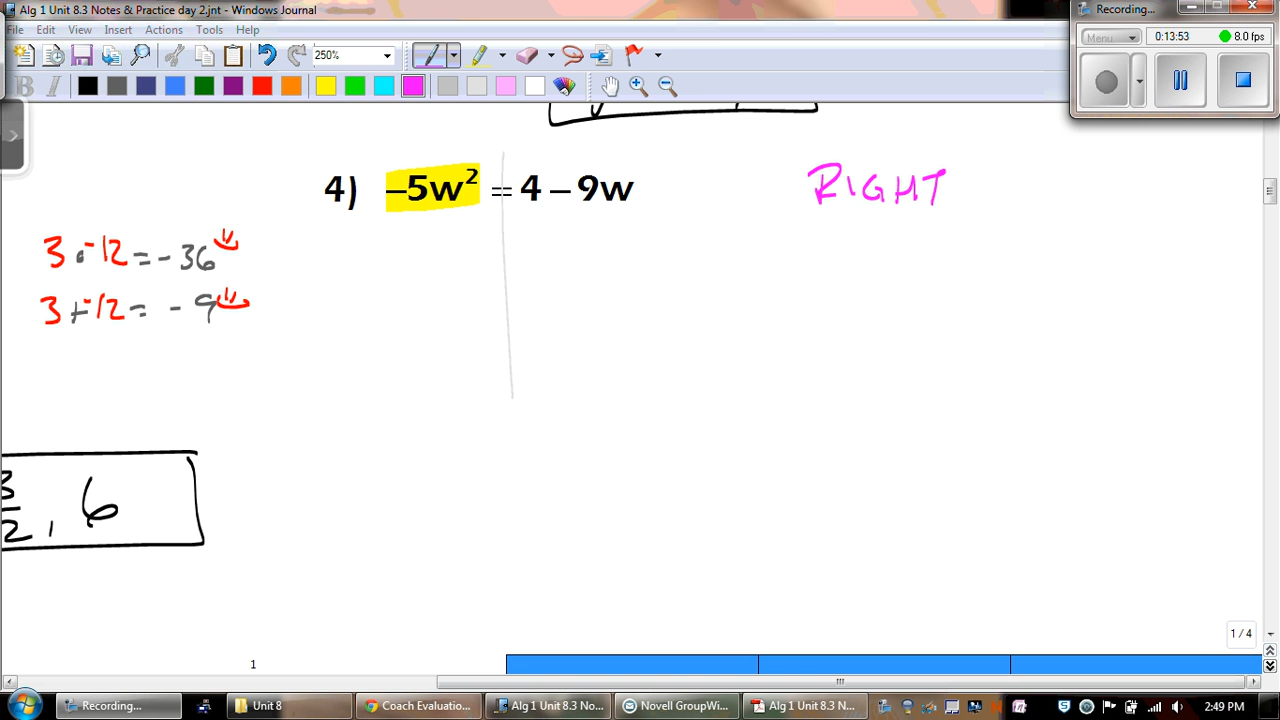 Alg 1 Unit 8.3 Notes & Practice day 2.jnt - Windows Journal
Recording...
File Edit View Insert Actions Tools Help
Menu
0:13:53
8.0 fps
250%
B I
4) –5w² = 4 – 9w
RIGHT
3 · -12 = - 36
3 + -12 = - 9
3/2 , 6
1 / 4
1
Recording...
Unit 8
Coach Evaluatio...
Alg 1 Unit 8.3 No...
Novell GroupWi...
Alg 1 Unit 8.3 No...
2:49 PM